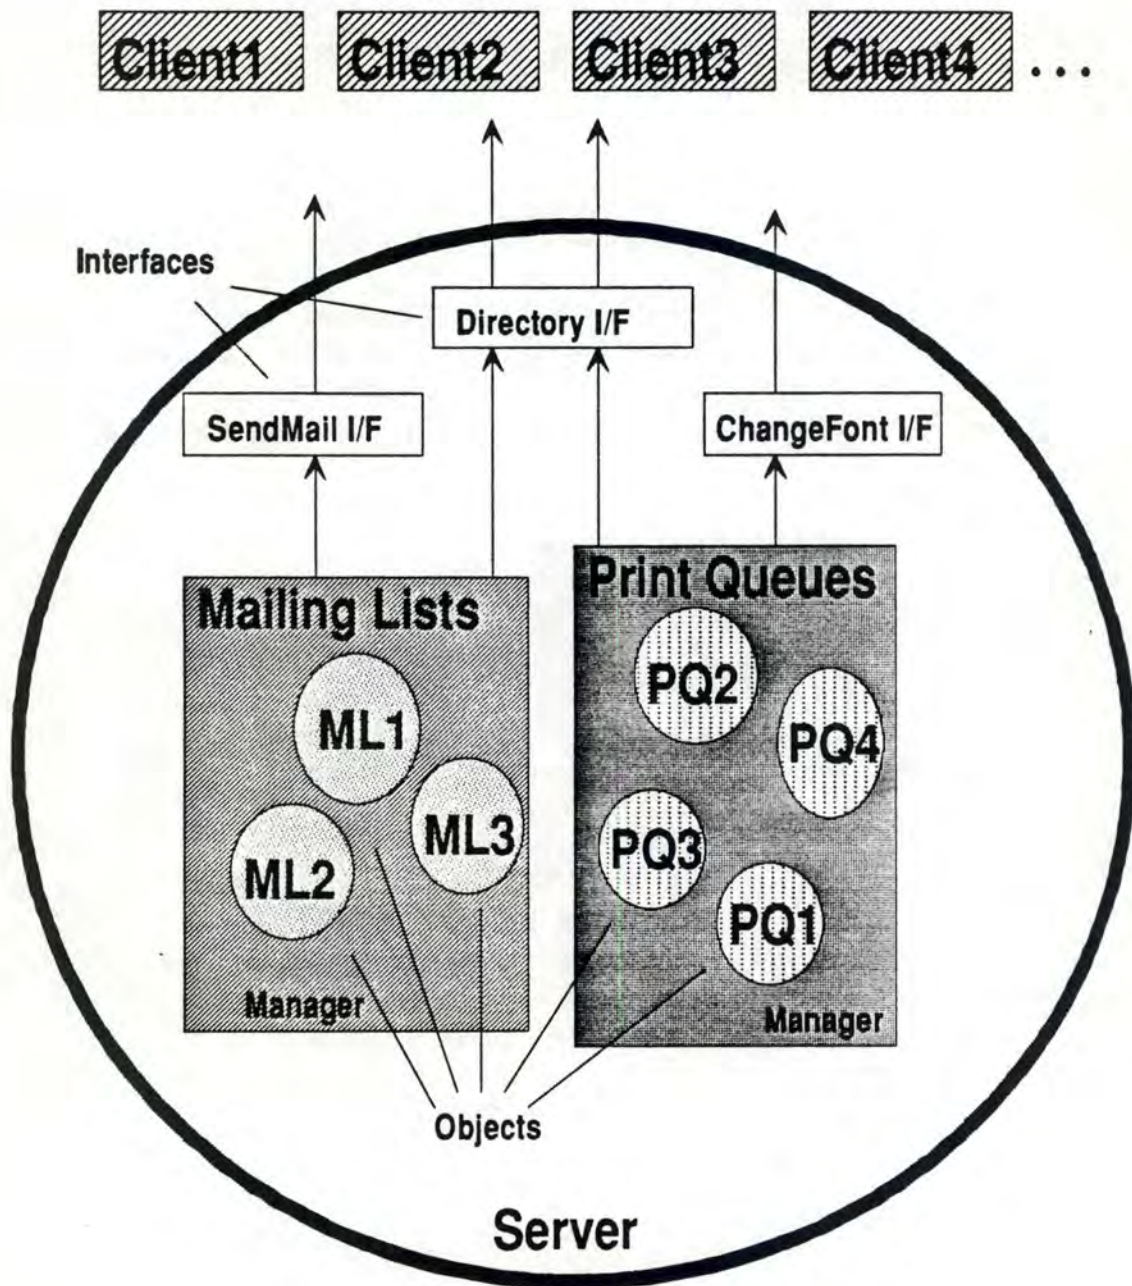 Client1 Client2 Client3 Client4 ...
Interfaces
Directory I/F
SendMail I/F
ChangeFont I/F
Mailing Lists
Print Queues
PQ2
ML1
PQ4
ML3
PQ3
ML2
PQ1
Manager
Manager
Objects
Server